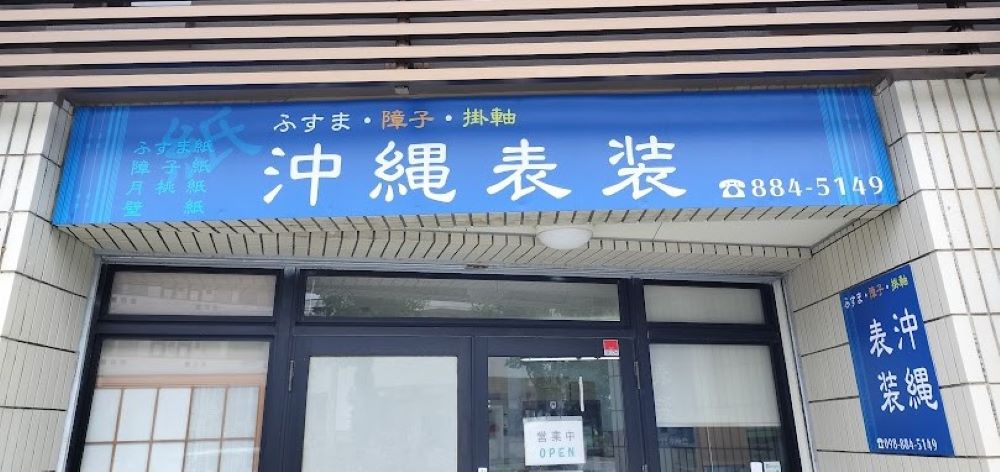 紙
ふすま紙
障子紙
月桃紙
壁紙
ふすま・障子・掛軸
沖縄表装
☎884-5149
営業中
OPEN
ふすま・障子・掛軸
沖縄
表装
☎098-884-5149